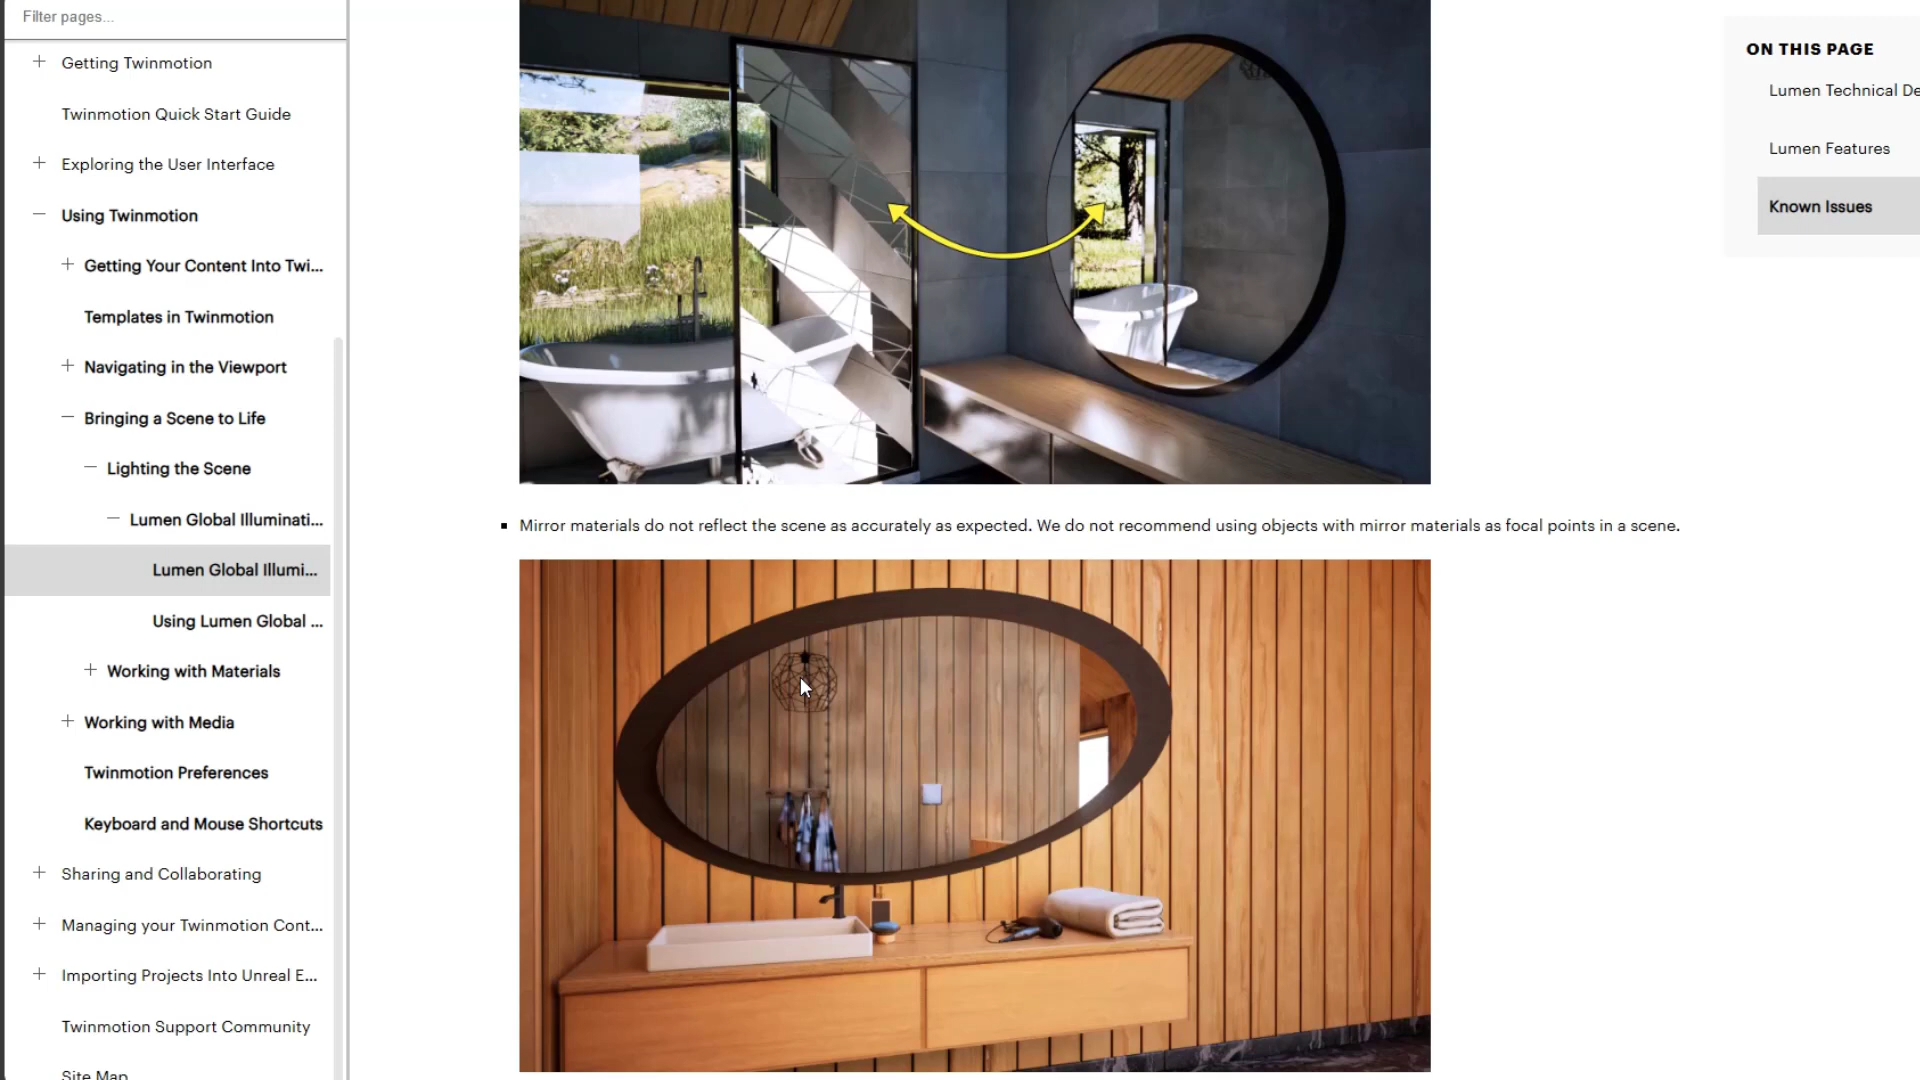 Filter pages...
Getting Twinmotion
Twinmotion Quick Start Guide
Exploring the User Interface
Using Twinmotion
Getting Your Content Into Twi...
Templates in Twinmotion
Navigating in the Viewport
Bringing a Scene to Life
Lighting the Scene
Lumen Global Illuminati...
Lumen Global Illumi...
Using Lumen Global ...
Working with Materials
Working with Media
Twinmotion Preferences
Keyboard and Mouse Shortcuts
Sharing and Collaborating
Managing your Twinmotion Cont...
Importing Projects Into Unreal E...
Twinmotion Support Community
Site Map
Mirror materials do not reflect the scene as accurately as expected. We do not recommend using objects with mirror materials as focal points in a scene.
ON THIS PAGE
Lumen Technical De
Lumen Features
Known Issues